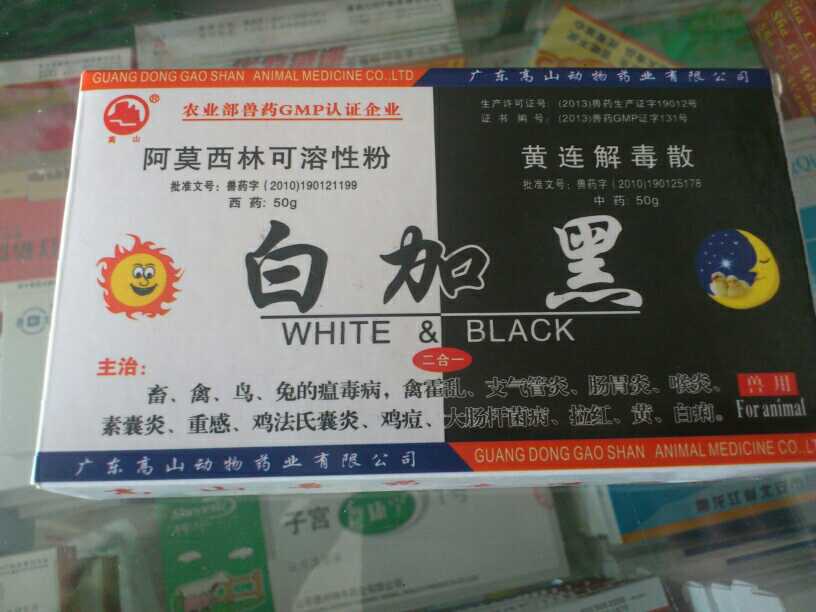 GUANG DONG GAO SHAN ANIMAL MEDICINE CO.,LTD
广东高山动物药业有限公司
®
高山
农业部兽药GMP认证企业
生产许可证号: (2013)兽药生产证字19012号
证书编号: (2013)兽药GMP证字131号
阿莫西林可溶性粉
黄连解毒散
批准文号: 兽药字(2010)190121199
批准文号: 兽药字(2010)190125178
西药: 50g
中药: 50g
白加黑
WHITE & BLACK
二合一
主治:
畜、禽、鸟、兔的瘟毒病,禽霍乱、支气管炎、肠胃炎、喉炎、
素囊炎、重感、鸡法氏囊炎、鸡痘、大肠杆菌病、拉红、黄、白痢。
兽用
For animal
广东高山动物药业有限公司
GUANG DONG GAO SHAN ANIMAL MEDICINE CO.,L
子宫